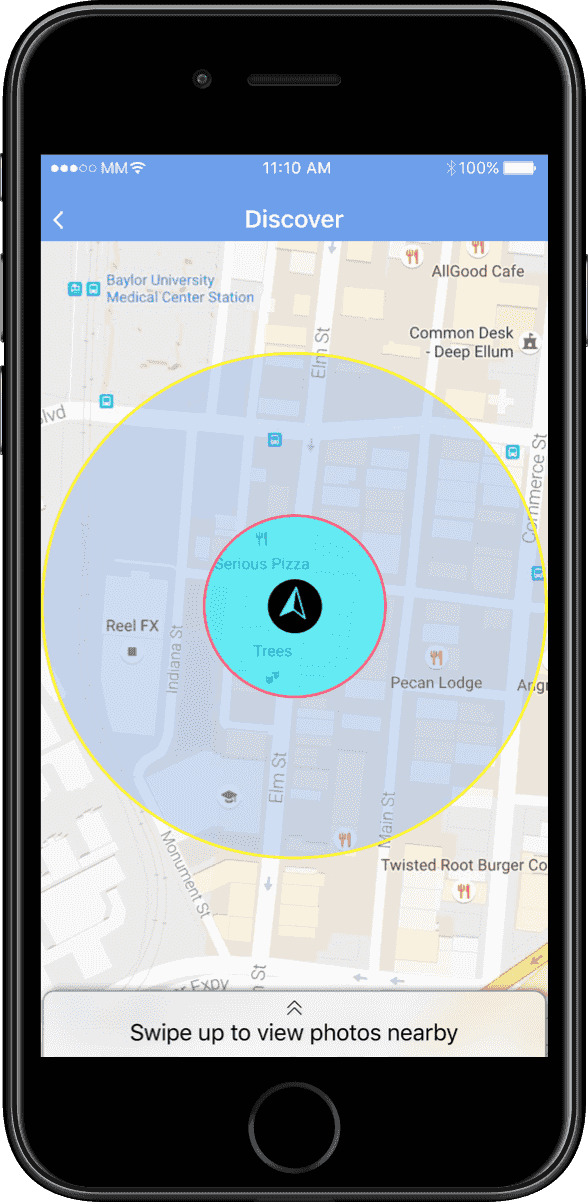 MM
11:10 AM
100%
Discover
AllGood Cafe
Baylor University
Medical Center Station
Common Desk
- Deep Ellum
Elm St
lvd
Commerce St
Serious Pizza
Reel FX
Trees
Indiana St
Pecan Lodge
Angr
Elm St
Main St
Monument St
Twisted Root Burger Co
n St
r Expy
Swipe up to view photos nearby